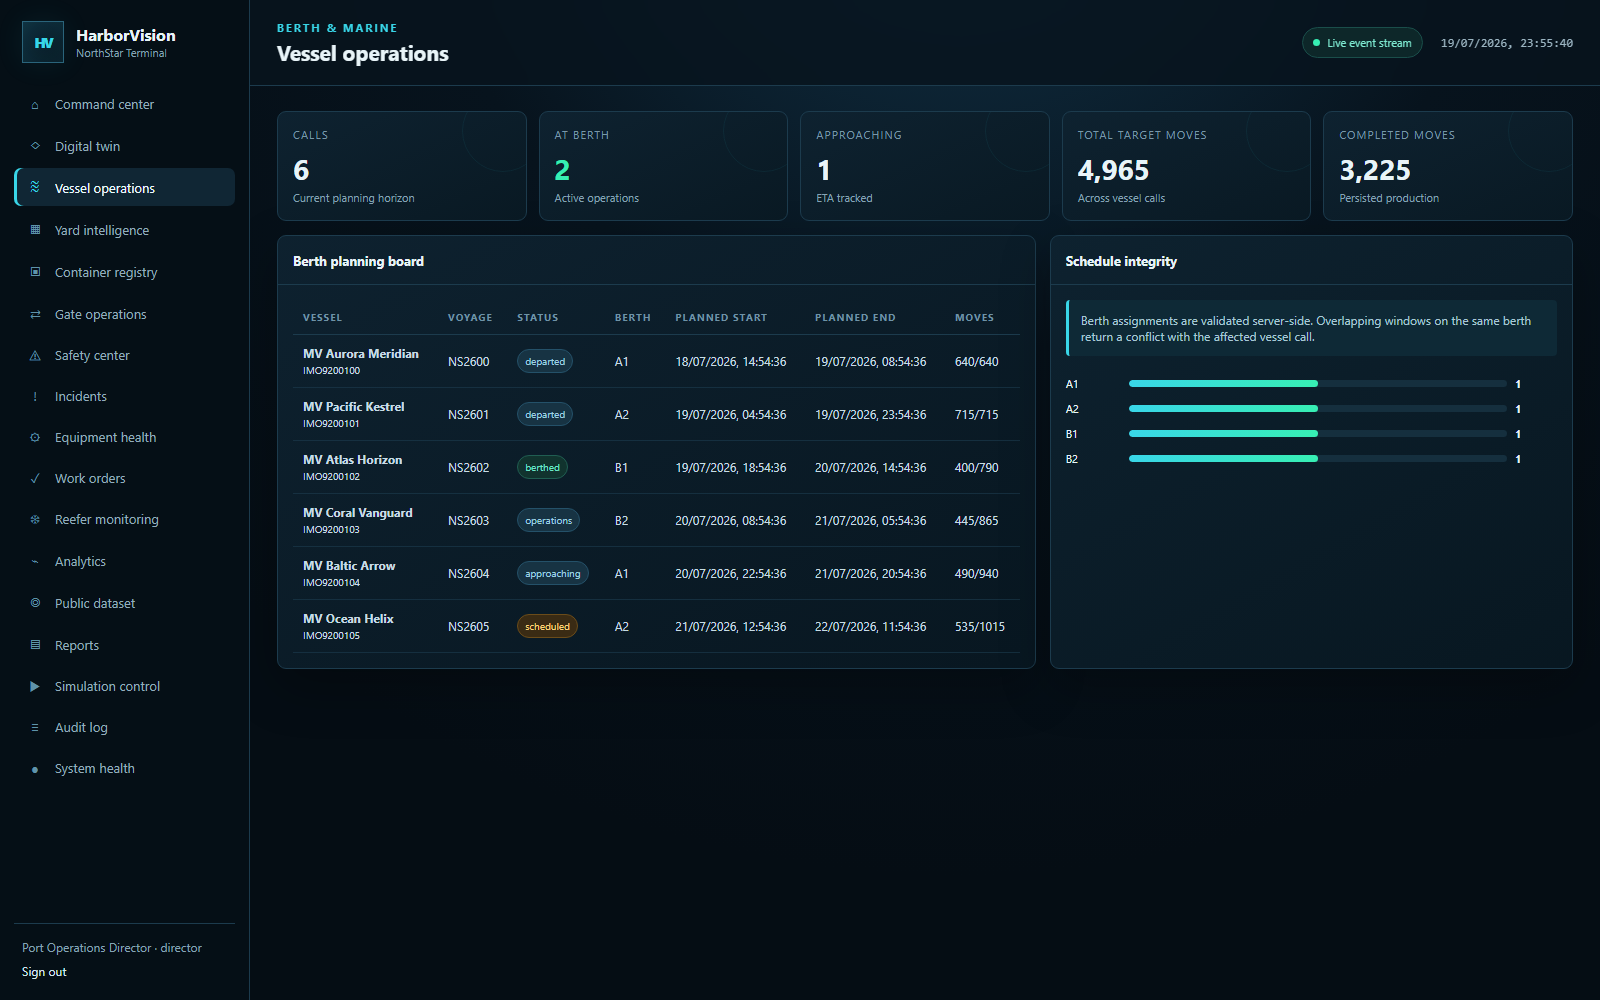 HV
HarborVision
NorthStar Terminal
Command center
Digital twin
Vessel operations
Yard intelligence
Container registry
Gate operations
Safety center
Incidents
Equipment health
Work orders
Reefer monitoring
Analytics
Public dataset
Reports
Simulation control
Audit log
System health
Port Operations Director · director
Sign out
BERTH & MARINE
Vessel operations
Live event stream
19/07/2026, 23:55:40
CALLS
6
Current planning horizon
AT BERTH
2
Active operations
APPROACHING
1
ETA tracked
TOTAL TARGET MOVES
4,965
Across vessel calls
COMPLETED MOVES
3,225
Persisted production
Berth planning board
VESSEL VOYAGE STATUS BERTH PLANNED START PLANNED END MOVES
MV Aurora Meridian
IMO9200100
NS2600 departed A1 18/07/2026, 14:54:36 19/07/2026, 08:54:36 640/640
MV Pacific Kestrel
IMO9200101
NS2601 departed A2 19/07/2026, 04:54:36 19/07/2026, 23:54:36 715/715
MV Atlas Horizon
IMO9200102
NS2602 berthed B1 19/07/2026, 18:54:36 20/07/2026, 14:54:36 400/790
MV Coral Vanguard
IMO9200103
NS2603 operations B2 20/07/2026, 08:54:36 21/07/2026, 05:54:36 445/865
MV Baltic Arrow
IMO9200104
NS2604 approaching A1 20/07/2026, 22:54:36 21/07/2026, 20:54:36 490/940
MV Ocean Helix
IMO9200105
NS2605 scheduled A2 21/07/2026, 12:54:36 22/07/2026, 11:54:36 535/1015
Schedule integrity
Berth assignments are validated server-side. Overlapping windows on the same berth
return a conflict with the affected vessel call.
A1 1
A2 1
B1 1
B2 1